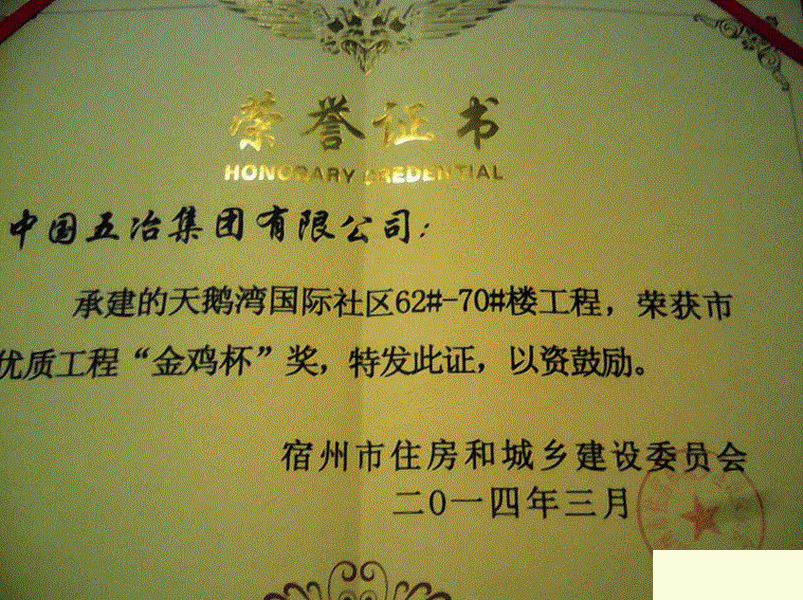 荣誉证书
HONORARY CREDENTIAL
中国五冶集团有限公司：
承建的天鹅湾国际社区62#-70#楼工程，荣获市
优质工程“金鸡杯”奖，特发此证，以资鼓励。
宿州市住房和城乡建设委员会
二0一四年三月